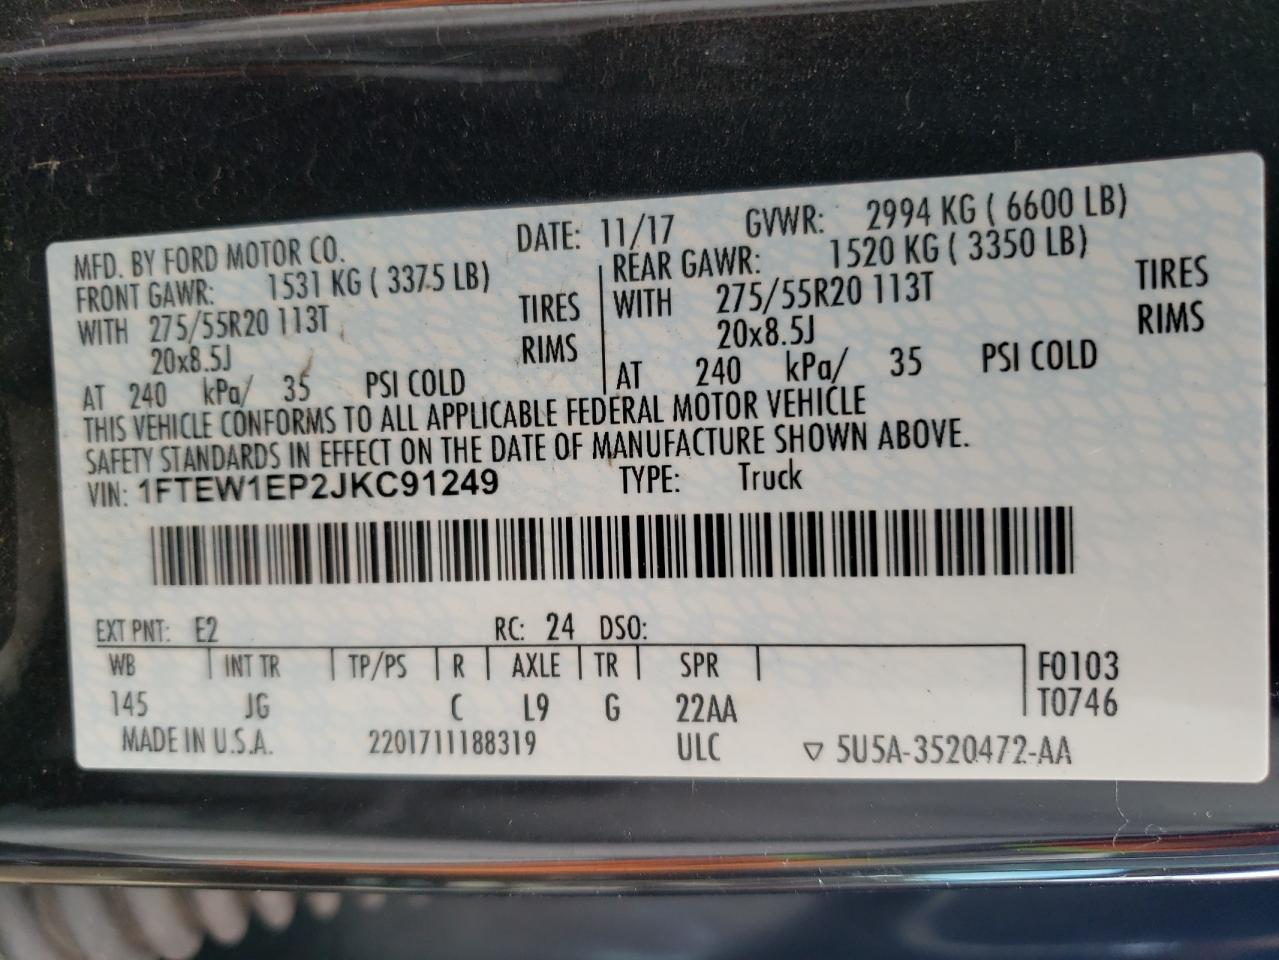 MFD. BY FORD MOTOR CO. DATE: 11/17 GVWR: 2994 KG ( 6600 LB)
FRONT GAWR: 1531 KG ( 3375 LB) REAR GAWR: 1520 KG ( 3350 LB)
WITH 275/55R20 113T TIRES WITH 275/55R20 113T TIRES
20x8.5J RIMS 20x8.5J RIMS
AT 240 kPa/ 35 PSI COLD AT 240 kPa/ 35 PSI COLD
THIS VEHICLE CONFORMS TO ALL APPLICABLE FEDERAL MOTOR VEHICLE
SAFETY STANDARDS IN EFFECT ON THE DATE OF MANUFACTURE SHOWN ABOVE.
VIN: 1FTEW1EP2JKC91249 TYPE: Truck
EXT PNT: E2 RC: 24 DSO:
WB INT TR TP/PS R AXLE TR SPR F0103
145 JG C L9 G 22AA T0746
MADE IN U.S.A. 2201711188319 ULC ▽ 5U5A-3520472-AA